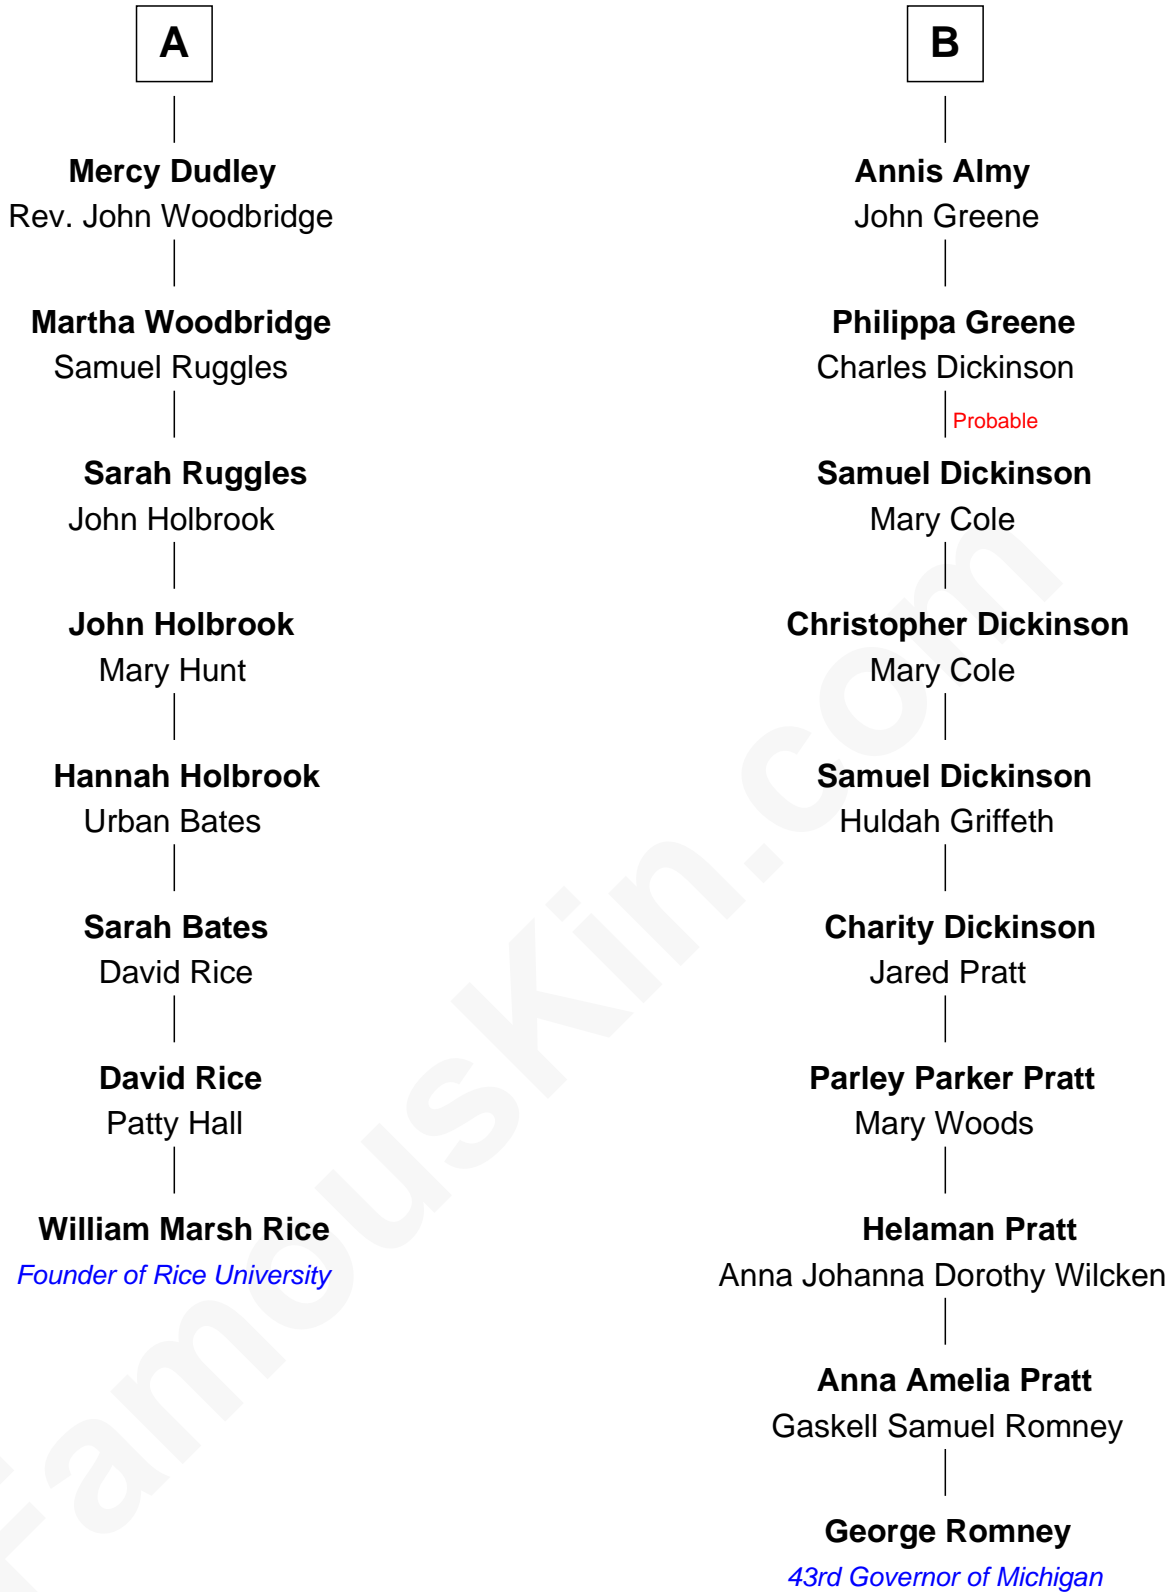 A
Mercy Dudley
Rev. John Woodbridge
Martha Woodbridge
Samuel Ruggles
Sarah Ruggles
John Holbrook
John Holbrook
Mary Hunt
Hannah Holbrook
Urban Bates
Sarah Bates
David Rice
David Rice
Patty Hall
William Marsh Rice
Founder of Rice University
B
Annis Almy
John Greene
Philippa Greene
Charles Dickinson
Probable
Samuel Dickinson
Mary Cole
Christopher Dickinson
Mary Cole
Samuel Dickinson
Huldah Griffeth
Charity Dickinson
Jared Pratt
Parley Parker Pratt
Mary Woods
Helaman Pratt
Anna Johanna Dorothy Wilcken
Anna Amelia Pratt
Gaskell Samuel Romney
George Romney
43rd Governor of Michigan
FamousKin.com